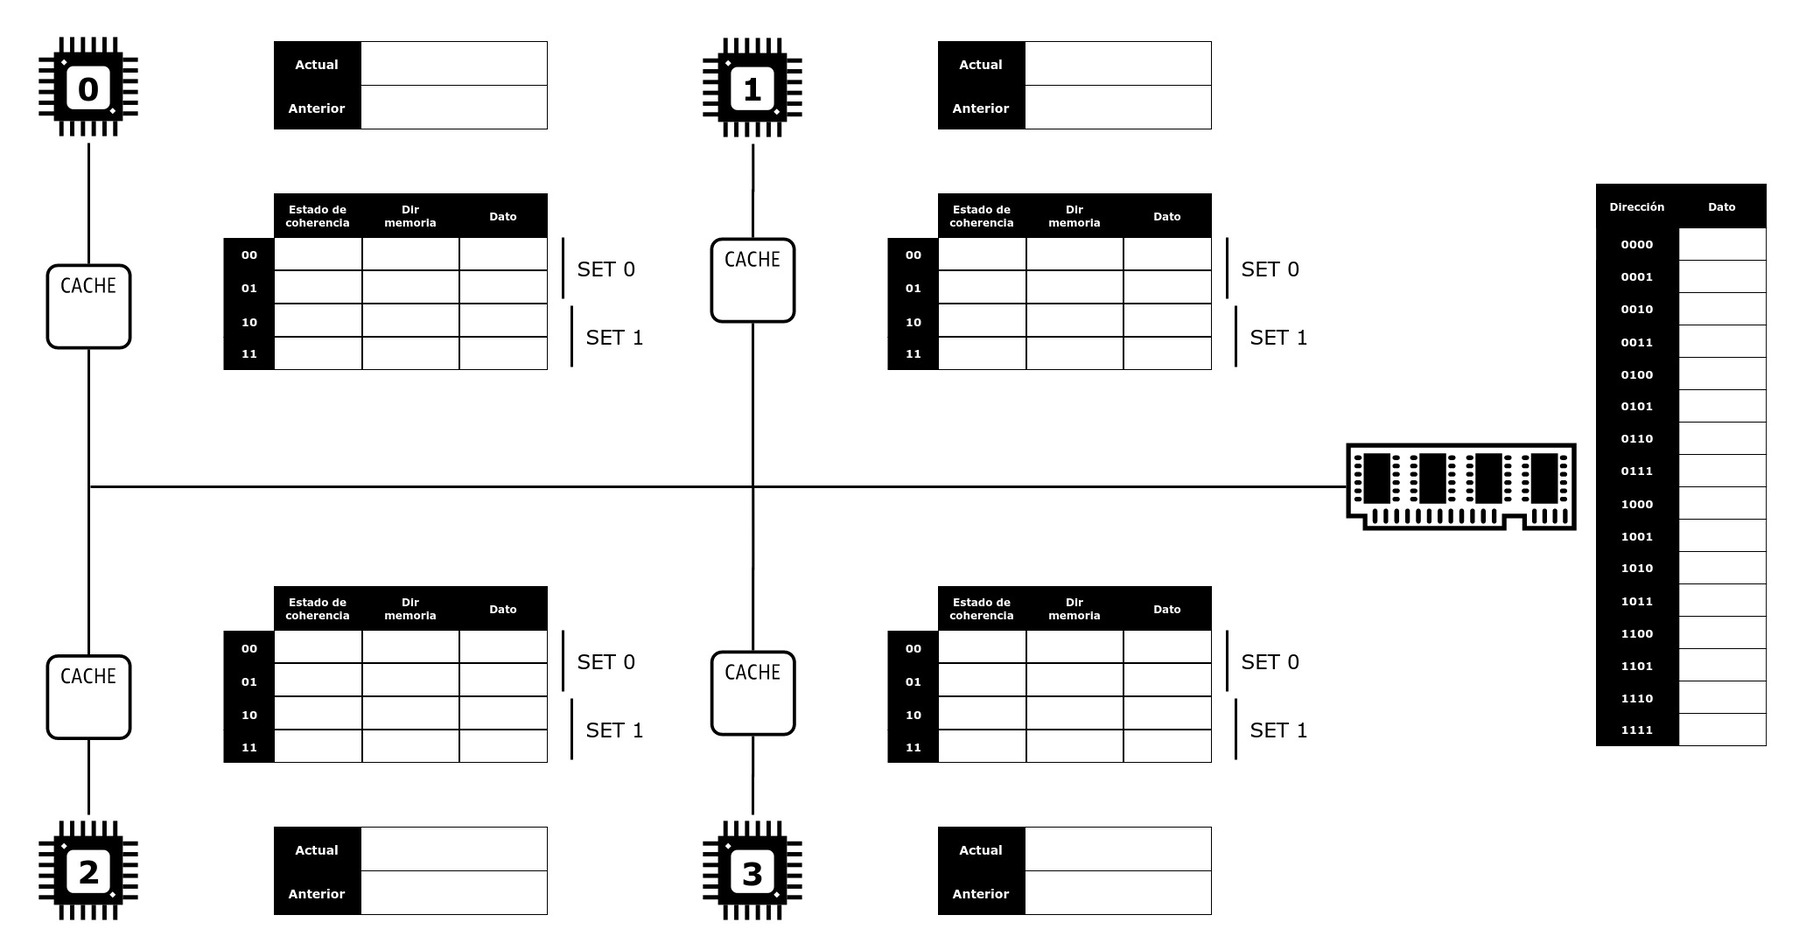 0
Actual
Anterior
1
Actual
Anterior
CACHE
Estado de
coherencia
Dir
memoria
Dato
00
01
10
11
SET 0
SET 1
CACHE
Estado de
coherencia
Dir
memoria
Dato
00
01
10
11
SET 0
SET 1
Dirección
Dato
0000
0001
0010
0011
0100
0101
0110
0111
1000
1001
1010
1011
1100
1101
1110
1111
CACHE
Estado de
coherencia
Dir
memoria
Dato
00
01
10
11
SET 0
SET 1
CACHE
Estado de
coherencia
Dir
memoria
Dato
00
01
10
11
SET 0
SET 1
2
Actual
Anterior
3
Actual
Anterior